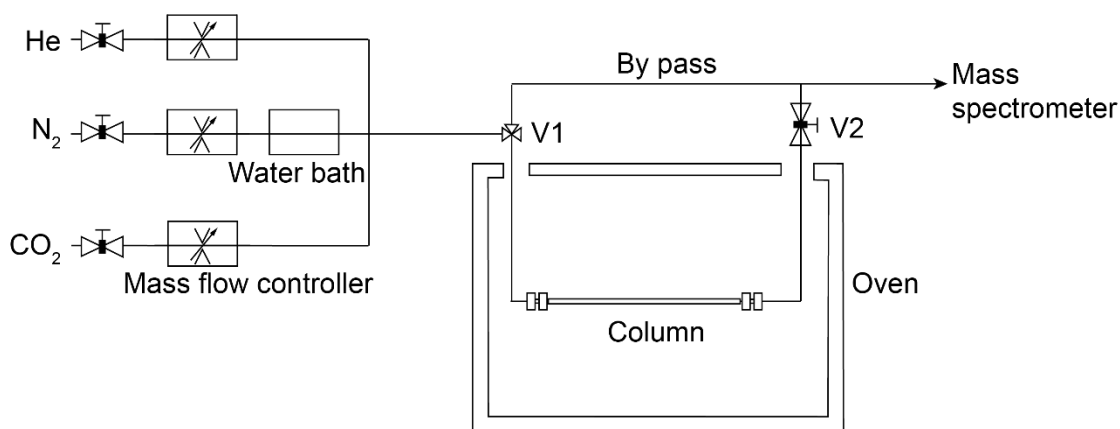 He
By pass
Mass
spectrometer
N₂
V1
V2
Water bath
CO₂
Mass flow controller
Oven
Column